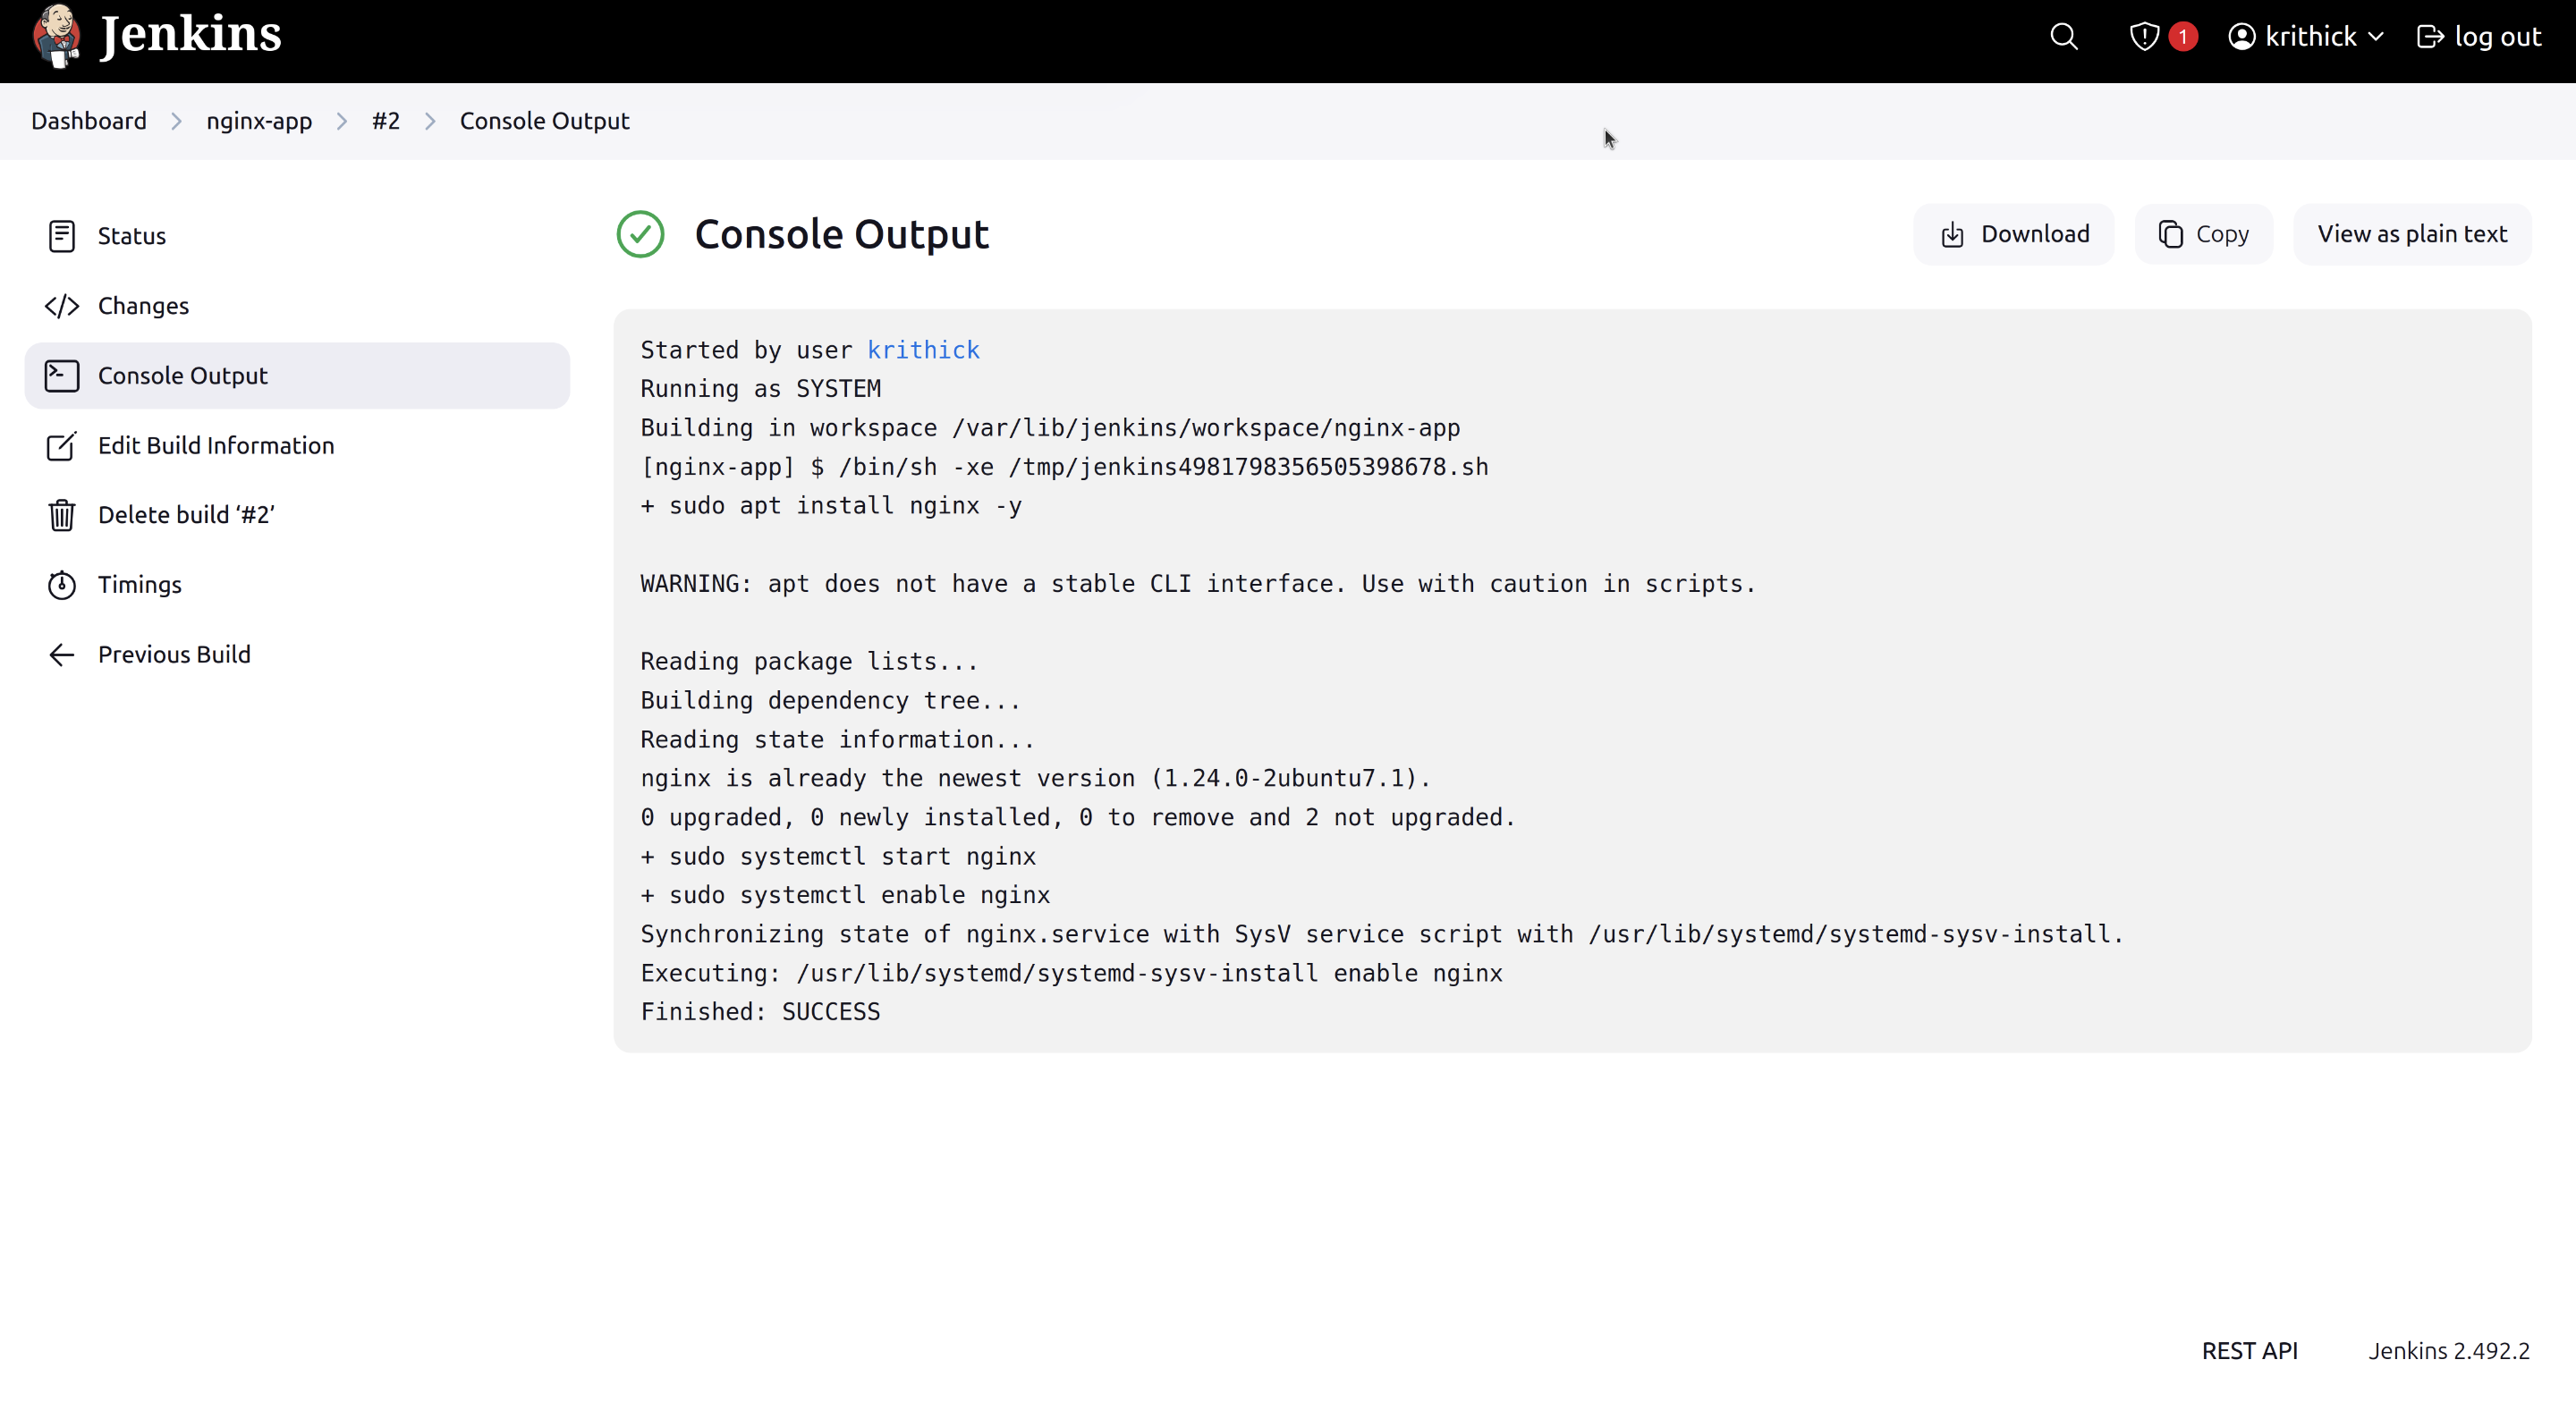 Jenkins
1
krithick
log out
Dashboard > nginx-app > #2 > Console Output
Status
Changes
Console Output
Edit Build Information
Delete build ‘#2’
Timings
Previous Build
Console Output
Download
Copy
View as plain text
Started by user krithick
Running as SYSTEM
Building in workspace /var/lib/jenkins/workspace/nginx-app
[nginx-app] $ /bin/sh -xe /tmp/jenkins4981798356505398678.sh
+ sudo apt install nginx -y
WARNING: apt does not have a stable CLI interface. Use with caution in scripts.
Reading package lists...
Building dependency tree...
Reading state information...
nginx is already the newest version (1.24.0-2ubuntu7.1).
0 upgraded, 0 newly installed, 0 to remove and 2 not upgraded.
+ sudo systemctl start nginx
+ sudo systemctl enable nginx
Synchronizing state of nginx.service with SysV service script with /usr/lib/systemd/systemd-sysv-install.
Executing: /usr/lib/systemd/systemd-sysv-install enable nginx
Finished: SUCCESS
REST API
Jenkins 2.492.2